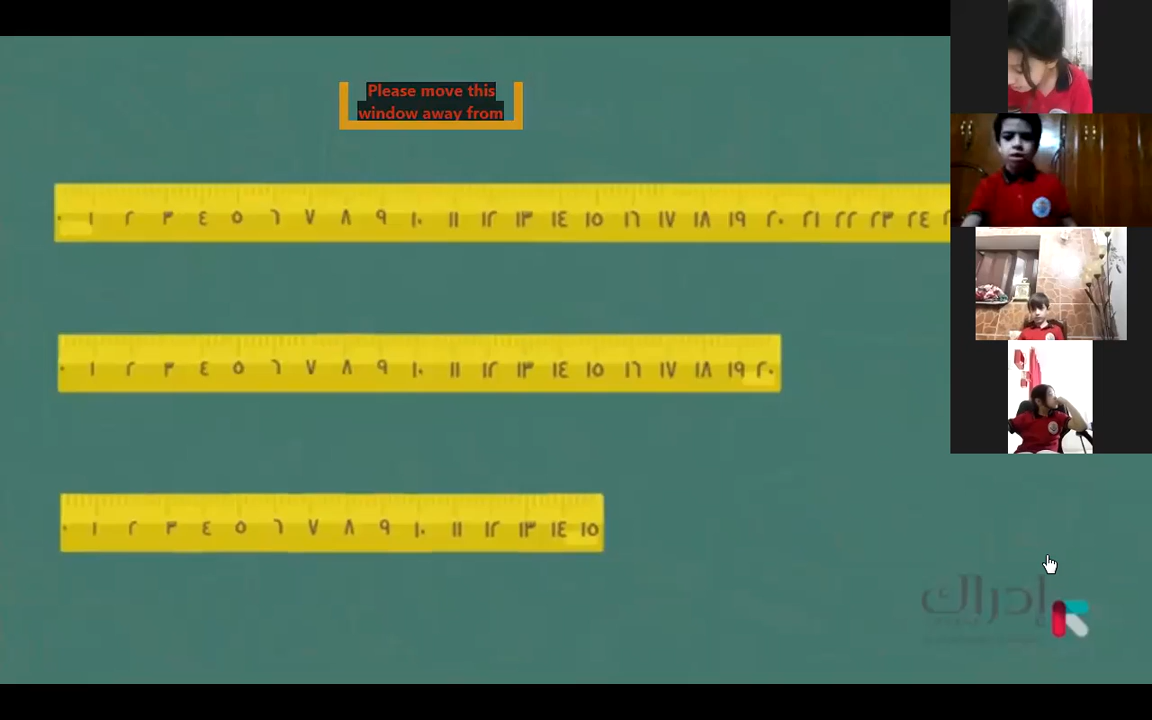 Please move this
window away from
٠ ١ ٢ ٣ ٤ ٥ ٦ ٧ ٨ ٩ ١٠ ١١ ١٢ ١٣ ١٤ ١٥ ١٦ ١٧ ١٨ ١٩ ٢٠ ٢١ ٢٢ ٢٣ ٢٤
٠ ١ ٢ ٣ ٤ ٥ ٦ ٧ ٨ ٩ ١٠ ١١ ١٢ ١٣ ١٤ ١٥ ١٦ ١٧ ١٨ ١٩ ٢٠
٠ ١ ٢ ٣ ٤ ٥ ٦ ٧ ٨ ٩ ١٠ ١١ ١٢ ١٣ ١٤ ١٥
إدراك